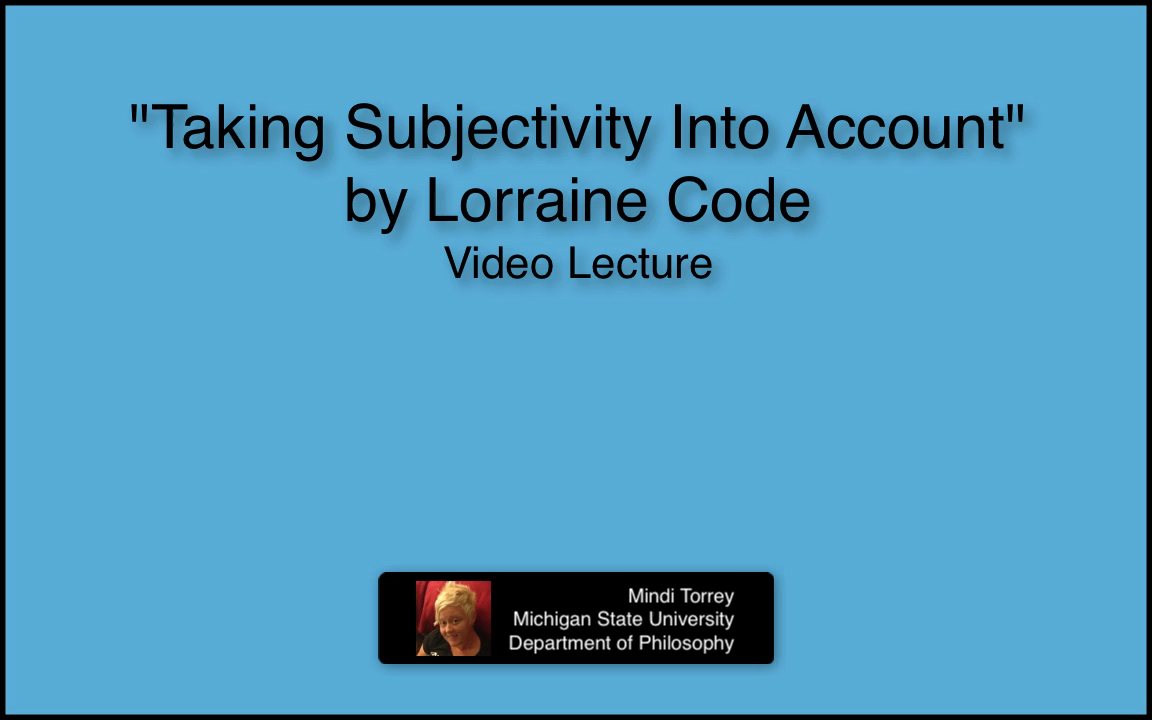 "Taking Subjectivity Into Account"
by Lorraine Code
Video Lecture
Mindi Torrey
Michigan State University
Department of Philosophy